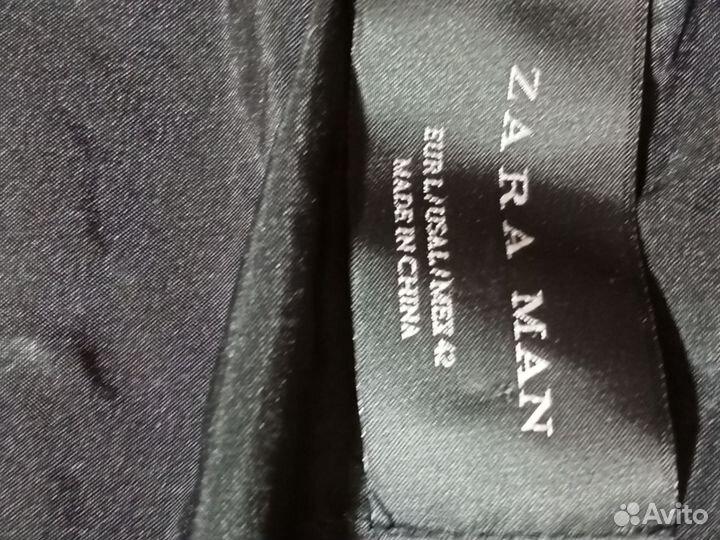 ZARA MAN
EUR L / USA L / MEX 42
MADE IN CHINA
Avito